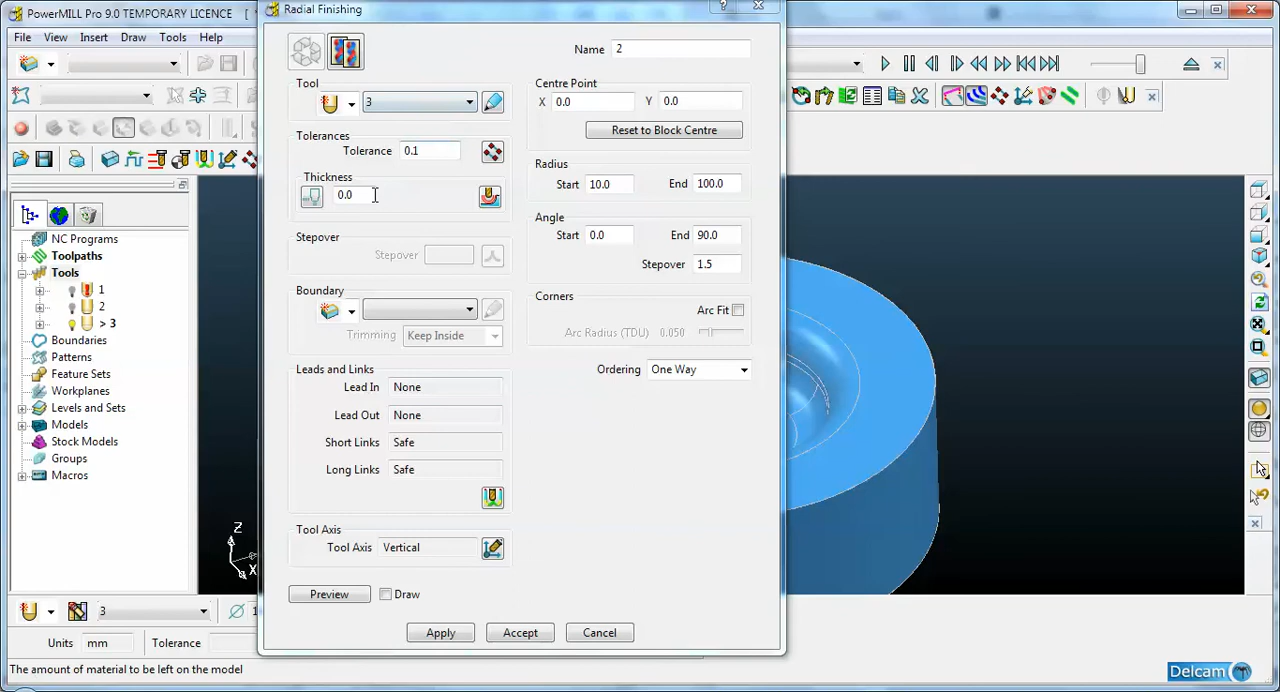 PowerMILL Pro 9.0 TEMPORARY LICENCE
Radial Finishing
File View Insert Draw Tools Help
Name 2
Tool
3
Tolerances
Tolerance 0.1
Thickness
0.0
Stepover
Stepover
Boundary
Trimming Keep Inside
Leads and Links
Lead In None
Lead Out None
Short Links Safe
Long Links Safe
Tool Axis
Tool Axis Vertical
Preview Draw
Apply Accept Cancel
Centre Point
X 0.0 Y 0.0
Reset to Block Centre
Radius
Start 10.0 End 100.0
Angle
Start 0.0 End 90.0
Stepover 1.5
Corners
Arc Fit
Arc Radius (TDU) 0.050
Ordering One Way
NC Programs
Toolpaths
Tools
1
2
> 3
Boundaries
Patterns
Feature Sets
Workplanes
Levels and Sets
Models
Stock Models
Groups
Macros
Z
X
3
Units mm Tolerance
The amount of material to be left on the model
Delcam